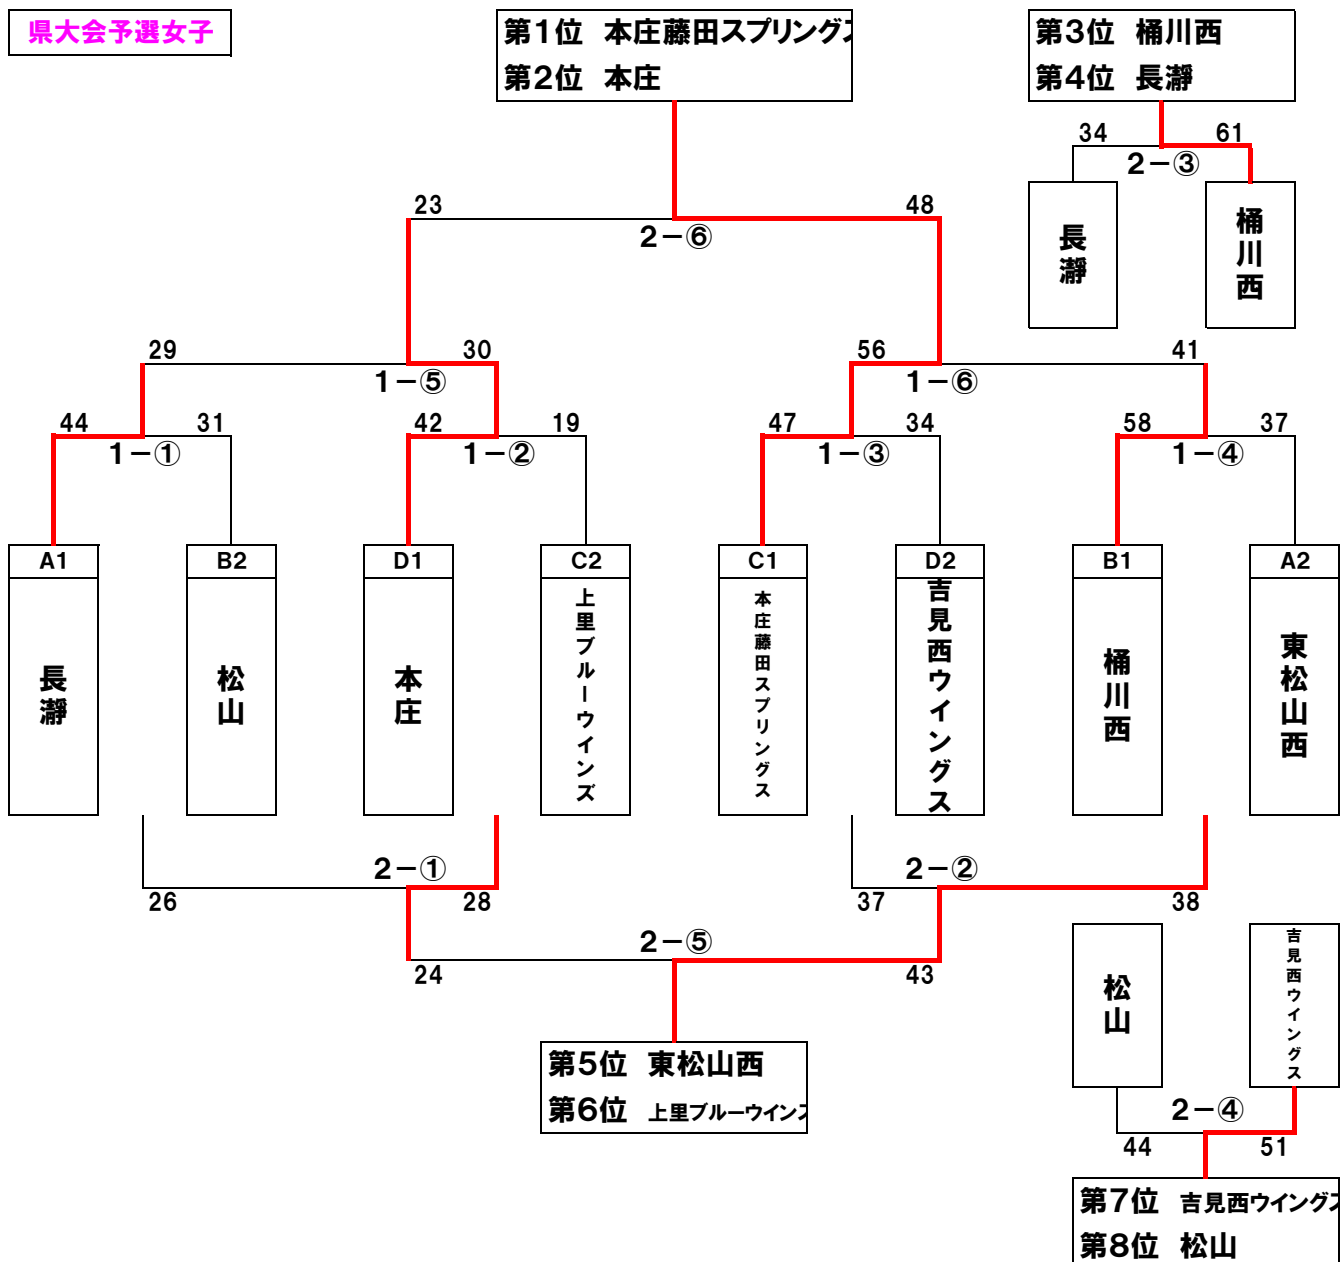 県大会予選女子
第1位 本庄藤田スプリングス
第2位 本庄
第3位 桶川西
第4位 長瀞
34 61
2－③
長瀞
桶川西
23 48
2－⑥
29 30
1－⑤
56 41
1－⑥
44 31
1－①
42 19
1－②
47 34
1－③
58 37
1－④
A1 B2 D1 C2 C1 D2 B1 A2
長瀞
松山
本庄
上里ブルーウインズ
本庄藤田スプリングス
吉見西ウイングス
桶川西
東松山西
2－①
26 28
2－②
37 38
2－⑤
24 43
松山
吉見西ウイングス
第5位 東松山西
第6位 上里ブルーウインズ
2－④
44 51
第7位 吉見西ウイングス
第8位 松山